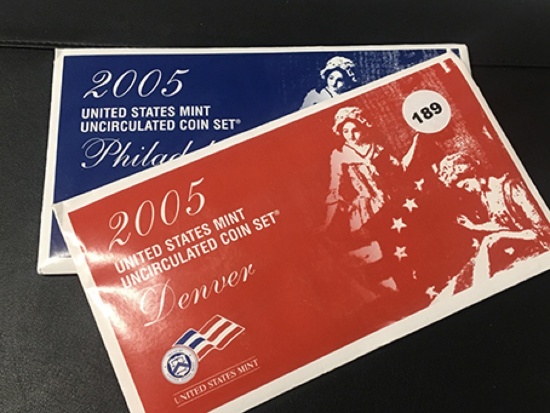 2005
UNITED STATES MINT
UNCIRCULATED COIN SET®
189
2005
UNITED STATES MINT
UNCIRCULATED COIN SET®
Denver
UNITED STATES MINT